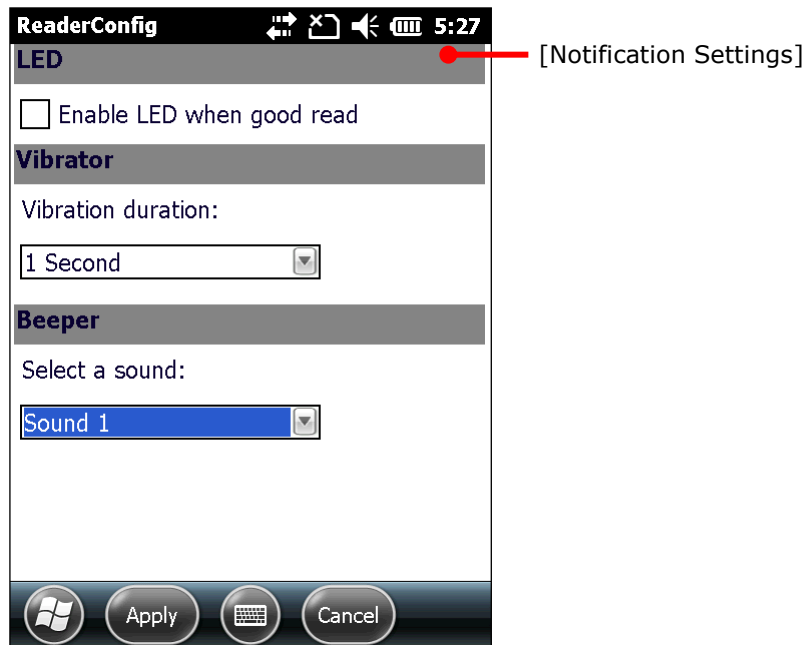 ReaderConfig 5:27
[Notification Settings]
LED
Enable LED when good read
Vibrator
Vibration duration:
1 Second
Beeper
Select a sound:
Sound 1
Apply Cancel